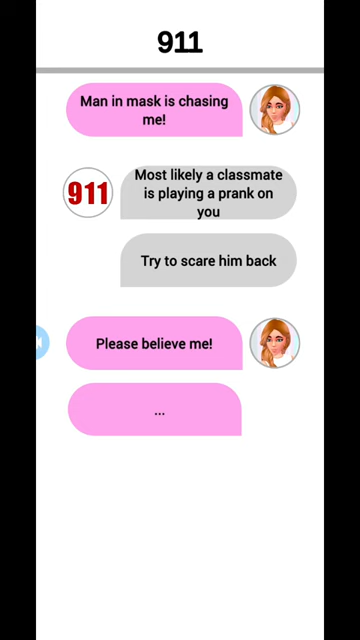 911
Man in mask is chasing
me!
911
Most likely a classmate
is playing a prank on
you
Try to scare him back
Please believe me!
...